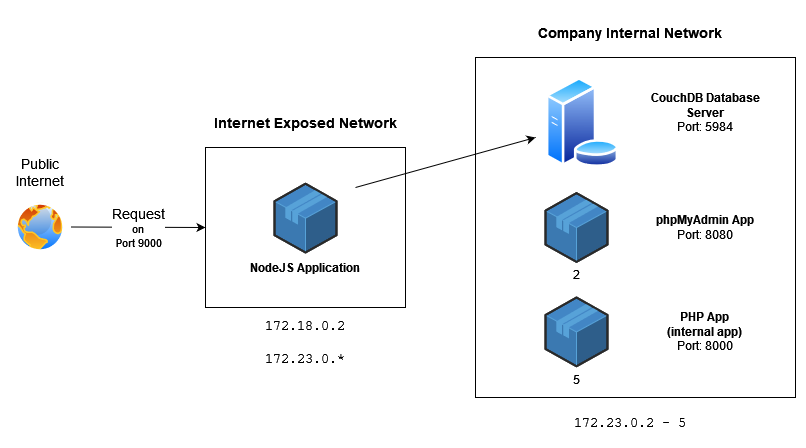 Company Internal Network
CouchDB Database
Server
Port: 5984
Internet Exposed Network
Public
Internet
Request
on
Port 9000
NodeJS Application
phpMyAdmin App
Port: 8080
2
PHP App
(internal app)
Port: 8000
5
172.18.0.2
172.23.0.*
172.23.0.2 - 5